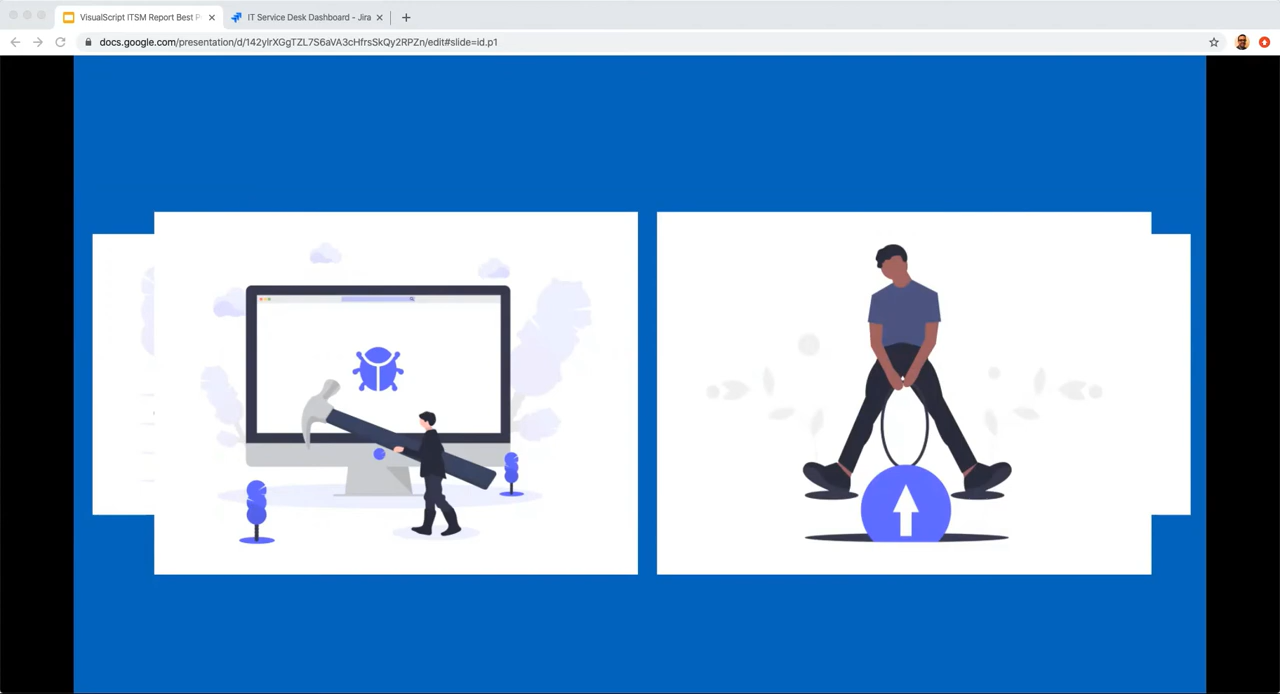 VisualScript ITSM Report Best P
IT Service Desk Dashboard - Jira
docs.google.com/presentation/d/142ylrXGgTZL7S6aVA3cHfrsSkQy2RPZn/edit#slide=id.p1